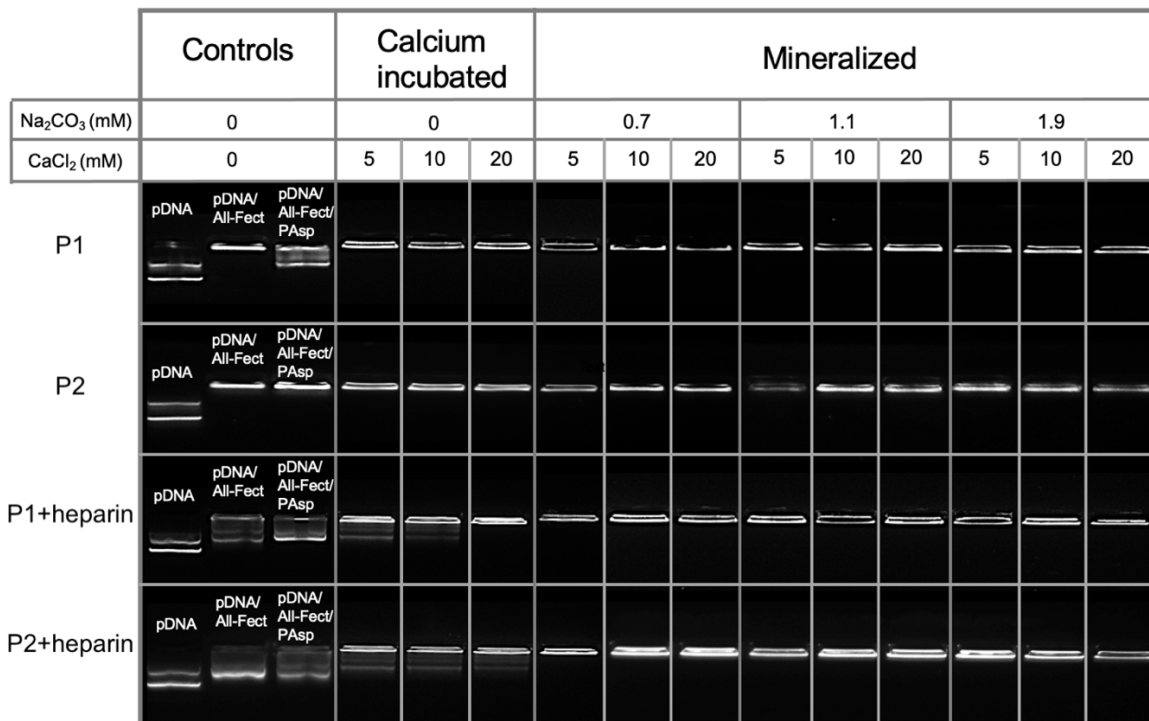 Controls
Calcium
incubated
Mineralized
Na₂CO₃ (mM) 0 0 0.7 1.1 1.9
CaCl₂ (mM) 0 5 10 20 5 10 20 5 10 20 5 10 20
P1
pDNA
pDNA/
All-Fect
pDNA/
All-Fect/
PAsp
P2
pDNA
pDNA/
All-Fect
pDNA/
All-Fect/
PAsp
P1+heparin
pDNA
pDNA/
All-Fect
pDNA/
All-Fect/
PAsp
P2+heparin
pDNA
pDNA/
All-Fect
pDNA/
All-Fect/
PAsp